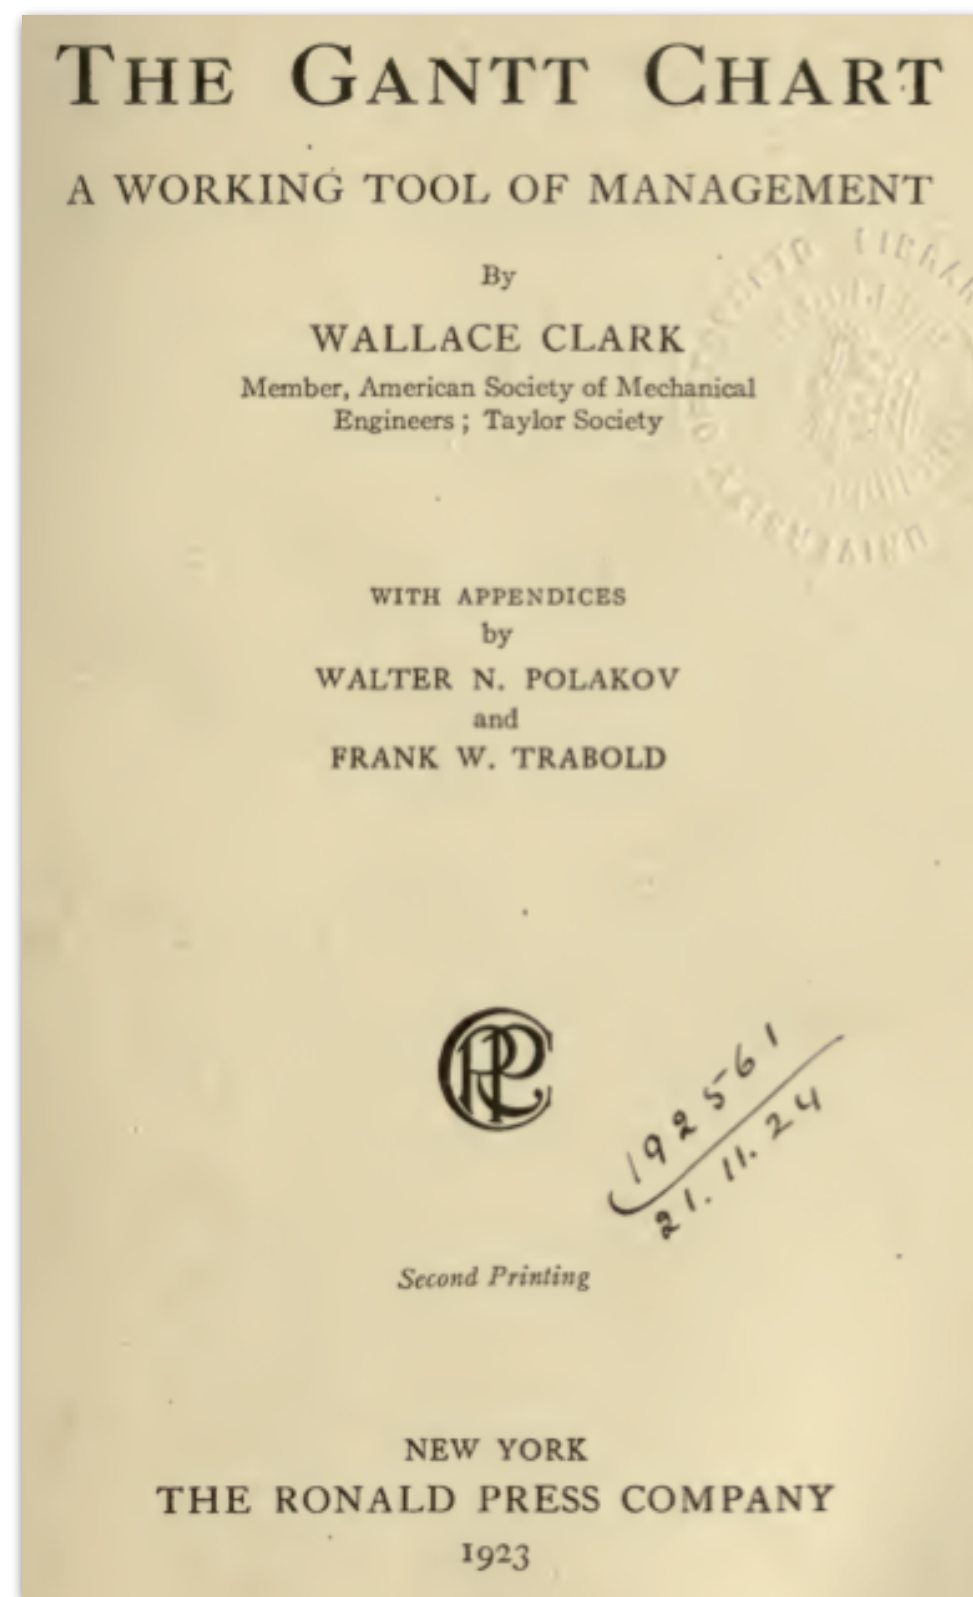 THE GANTT CHART
A WORKING TOOL OF MANAGEMENT
By
WALLACE CLARK
Member, American Society of Mechanical
Engineers; Taylor Society
WITH APPENDICES
by
WALTER N. POLAKOV
and
FRANK W. TRABOLD
192561
21.11.24
Second Printing
NEW YORK
THE RONALD PRESS COMPANY
1923